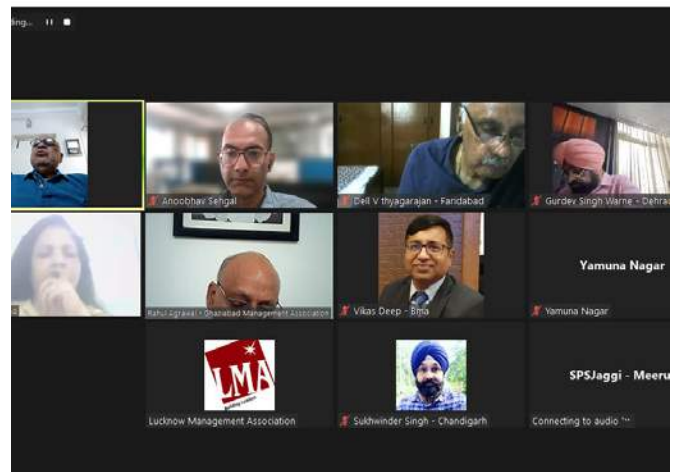 ding...
Anoobhav Sehgal
Dell V thyagarajan - Faridabad
Gurdev Singh Warne - Dehrad
Rahul Agrawal - Ghaziabad Management Association
Vikas Deep - Bma
Yamuna Nagar
Yamuna Nagar
LMA
Lucknow Management Association
Sukhwinder Singh - Chandigarh
SPSJaggi - Meeru
Connecting to audio